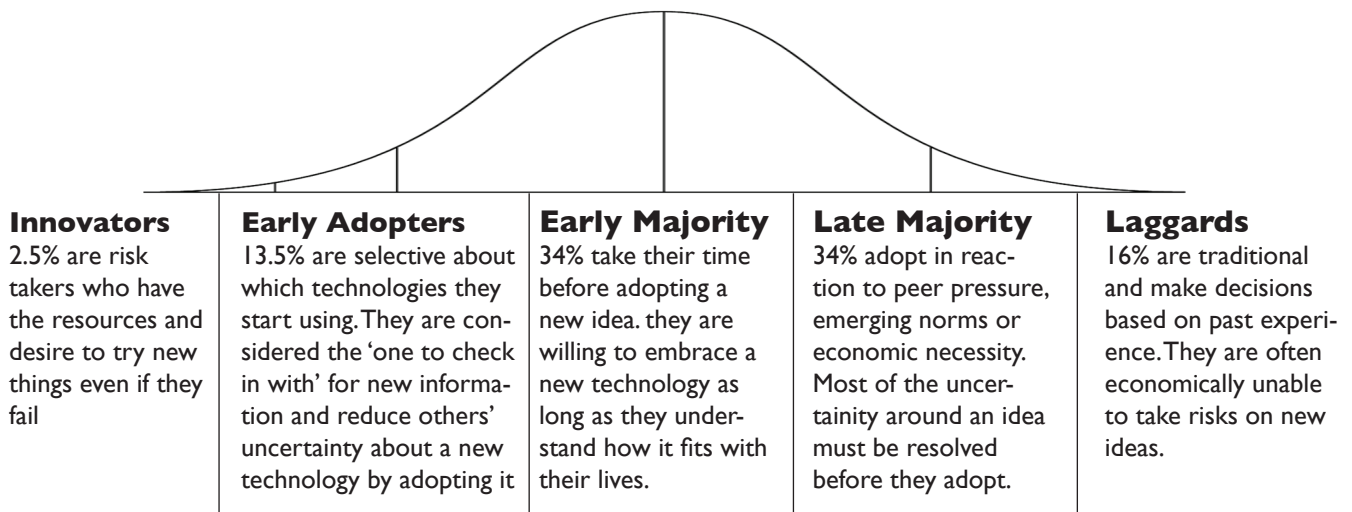 Innovators
2.5% are risk
takers who have
the resources and
desire to try new
things even if they
fail
Early Adopters
13.5% are selective about
which technologies they
start using.They are con-
sidered the ‘one to check
in with’ for new informa-
tion and reduce others’
uncertainty about a new
technology by adopting it
Early Majority
34% take their time
before adopting a
new idea. they are
willing to embrace a
new technology as
long as they under-
stand how it fits with
their lives.
Late Majority
34% adopt in reac-
tion to peer pressure,
emerging norms or
economic necessity.
Most of the uncer-
tainity around an idea
must be resolved
before they adopt.
Laggards
16% are traditional
and make decisions
based on past experi-
ence.They are often
economically unable
to take risks on new
ideas.